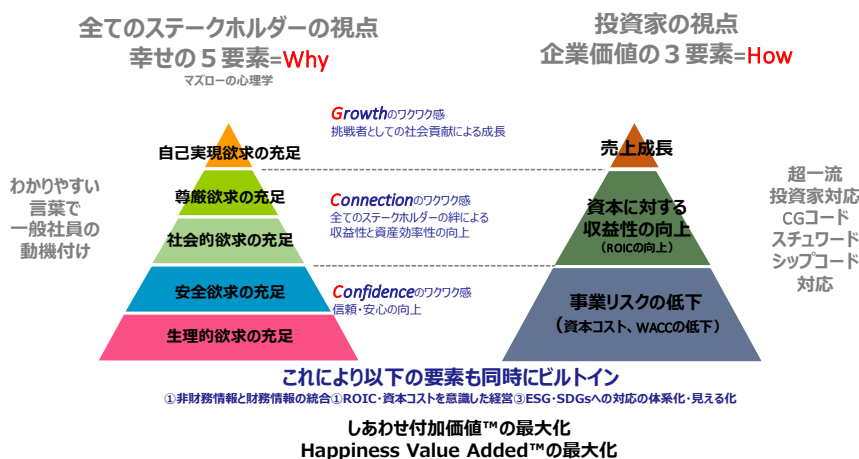 全てのステークホルダーの視点
幸せの５要素=Why
マズローの心理学
投資家の視点
企業価値の３要素=How
わかりやすい
言葉で
一般社員の
動機付け
自己実現欲求の充足
尊厳欲求の充足
社会的欲求の充足
安全欲求の充足
生理的欲求の充足
Growthのワクワク感
挑戦者としての社会貢献による成長
Connectionのワクワク感
全てのステークホルダーの絆による
収益性と資産効率性の向上
Confidenceのワクワク感
信頼・安心の向上
売上成長
資本に対する
収益性の向上
（ROICの向上）
事業リスクの低下
（資本コスト、WACCの低下）
超一流
投資家対応
CGコード
スチュワード
シップコード
対応
これにより以下の要素も同時にビルトイン
①非財務情報と財務情報の統合①ROIC・資本コストを意識した経営③ESG・SDGsへの対応の体系化・見える化
しあわせ付加価値™の最大化
Happiness Value Added™の最大化